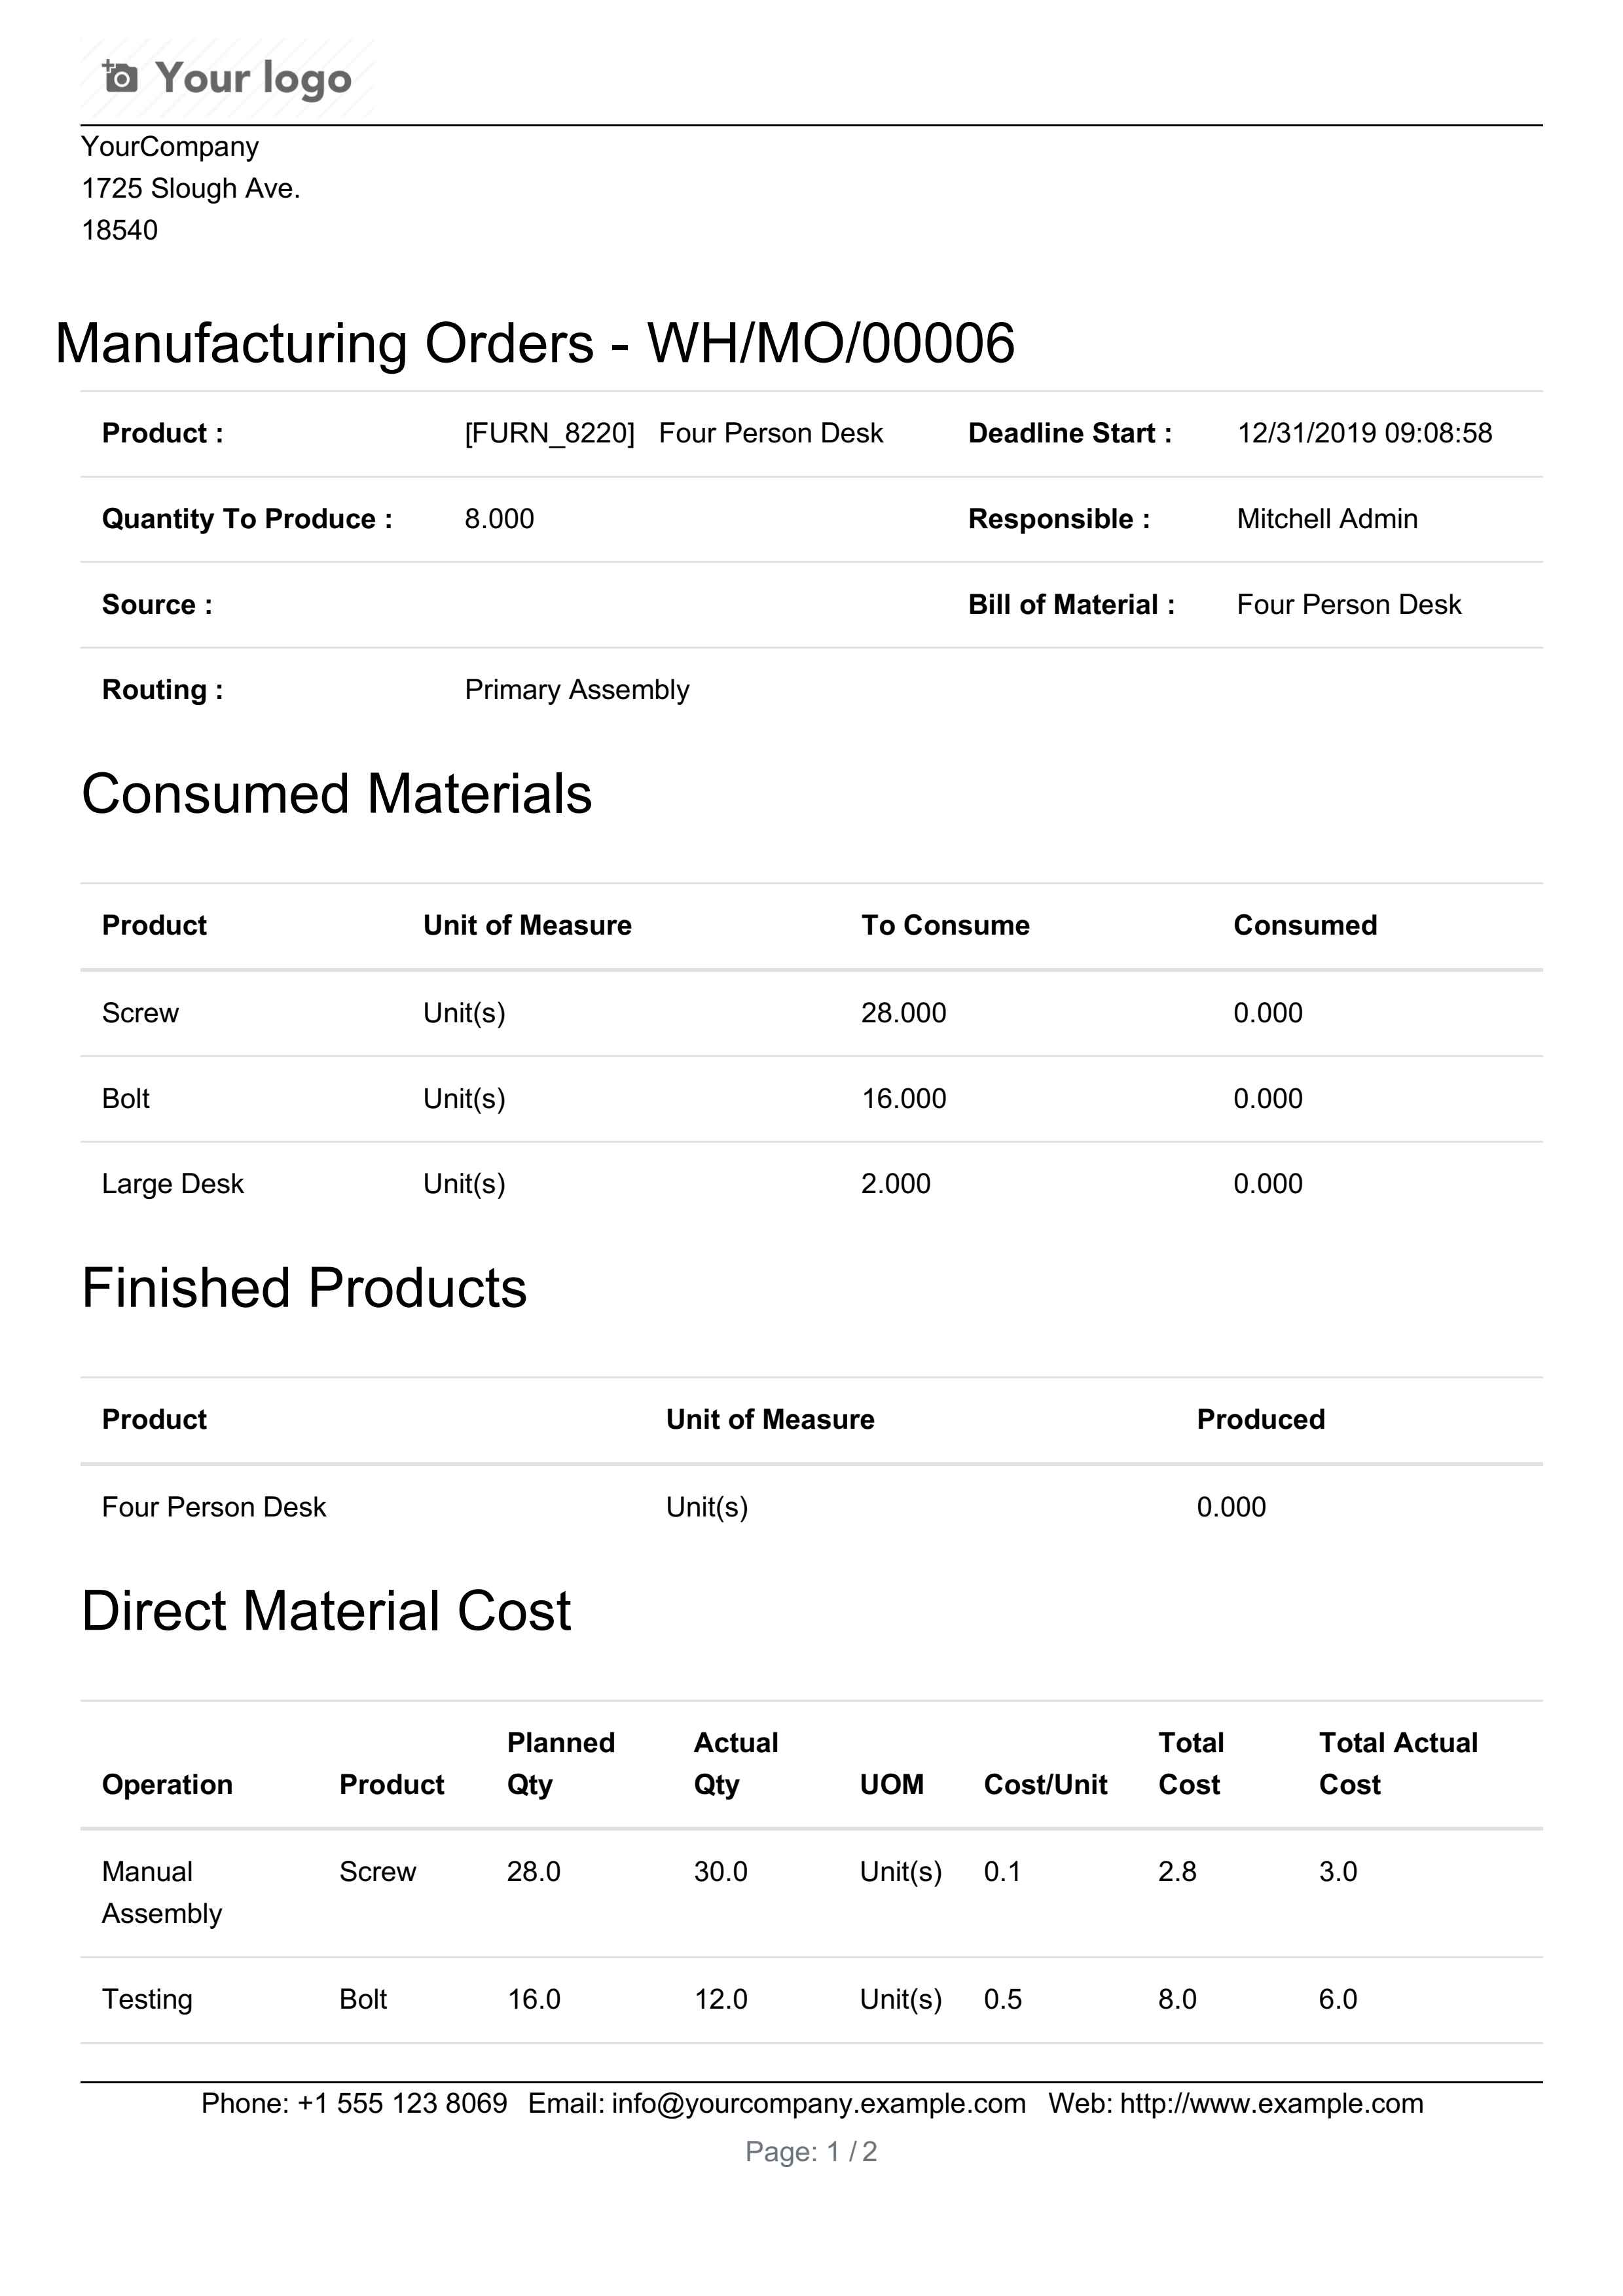 Your logo
YourCompany
1725 Slough Ave.
18540
Manufacturing Orders - WH/MO/00006
Product : [FURN_8220] Four Person Desk Deadline Start : 12/31/2019 09:08:58
Quantity To Produce : 8.000 Responsible : Mitchell Admin
Source : Bill of Material : Four Person Desk
Routing : Primary Assembly
Consumed Materials
Product Unit of Measure To Consume Consumed
Screw Unit(s) 28.000 0.000
Bolt Unit(s) 16.000 0.000
Large Desk Unit(s) 2.000 0.000
Finished Products
Product Unit of Measure Produced
Four Person Desk Unit(s) 0.000
Direct Material Cost
Planned Actual Total Total Actual
Operation Product Qty Qty UOM Cost/Unit Cost Cost
Manual Screw 28.0 30.0 Unit(s) 0.1 2.8 3.0
Assembly
Testing Bolt 16.0 12.0 Unit(s) 0.5 8.0 6.0
Phone: +1 555 123 8069 Email: info@yourcompany.example.com Web: http://www.example.com
Page: 1 / 2